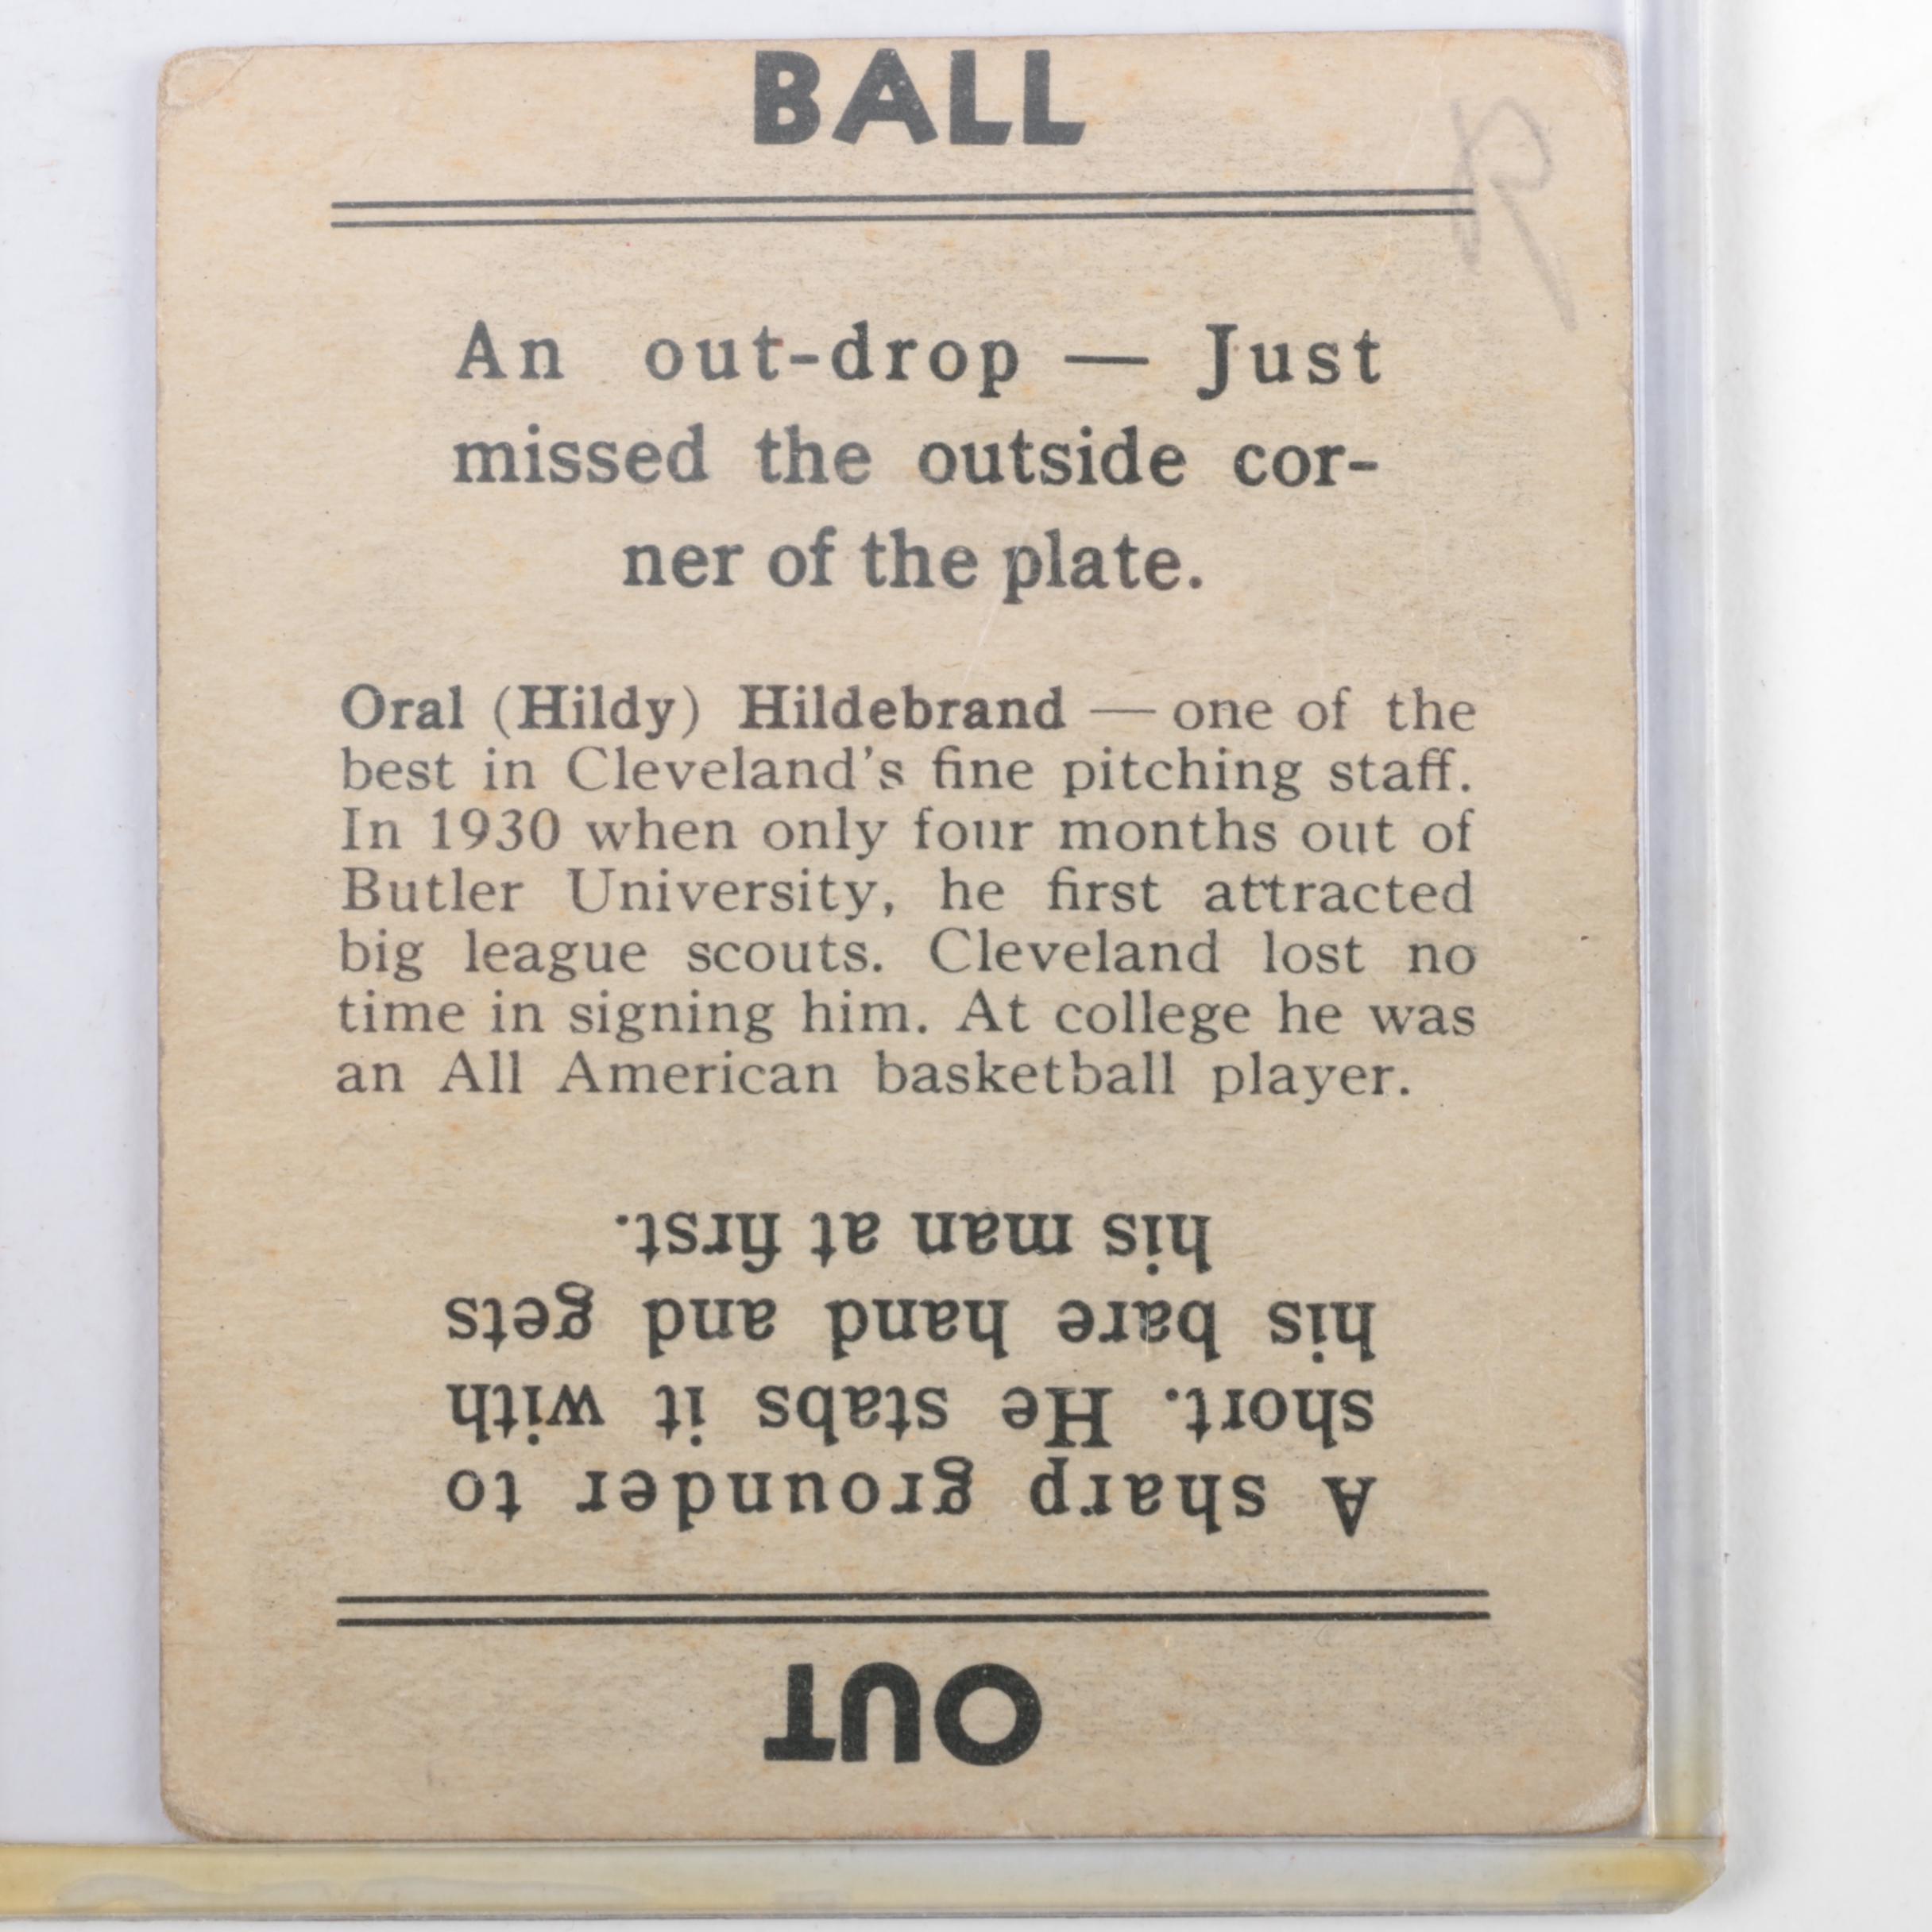 BALL
An out-drop — Just
missed the outside cor-
ner of the plate.
Oral (Hildy) Hildebrand — one of the
best in Cleveland's fine pitching staff.
In 1930 when only four months out of
Butler University, he first attracted
big league scouts. Cleveland lost no
time in signing him. At college he was
an All American basketball player.
OUT
A sharp grounder to
short. He stabs it with
his bare hand and gets
his man at first.